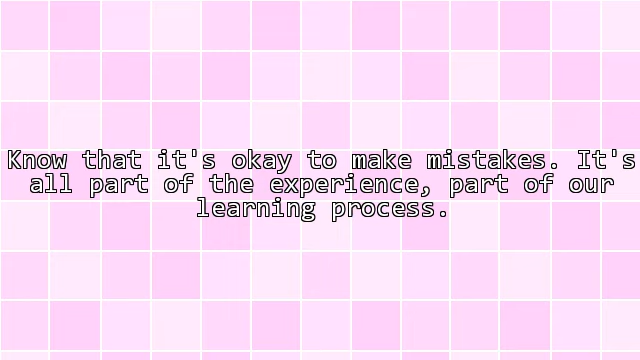 Know that it's okay to make mistakes. It's
all part of the experience, part of our
learning process.